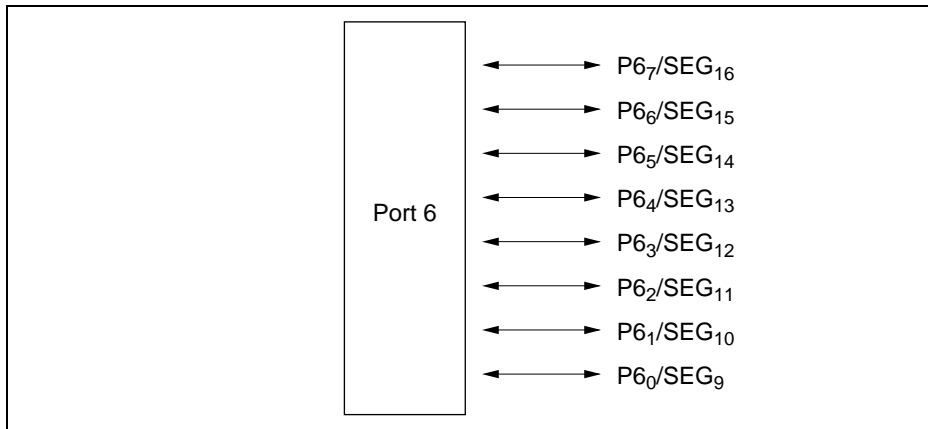 P6₇/SEG₁₆
P6₆/SEG₁₅
P6₅/SEG₁₄
P6₄/SEG₁₃
Port 6
P6₃/SEG₁₂
P6₂/SEG₁₁
P6₁/SEG₁₀
P6₀/SEG₉